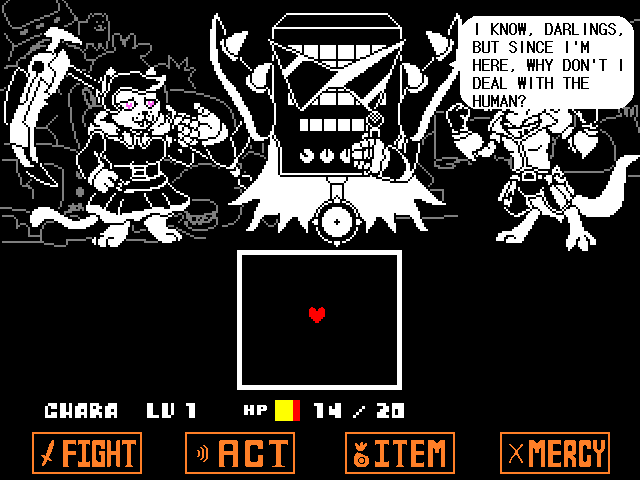 I KNOW, DARLINGS,
BUT SINCE I'M
HERE, WHY DON'T I
DEAL WITH THE
HUMAN?
CHARA LV 1 HP 14 / 20
FIGHT ACT ITEM MERCY